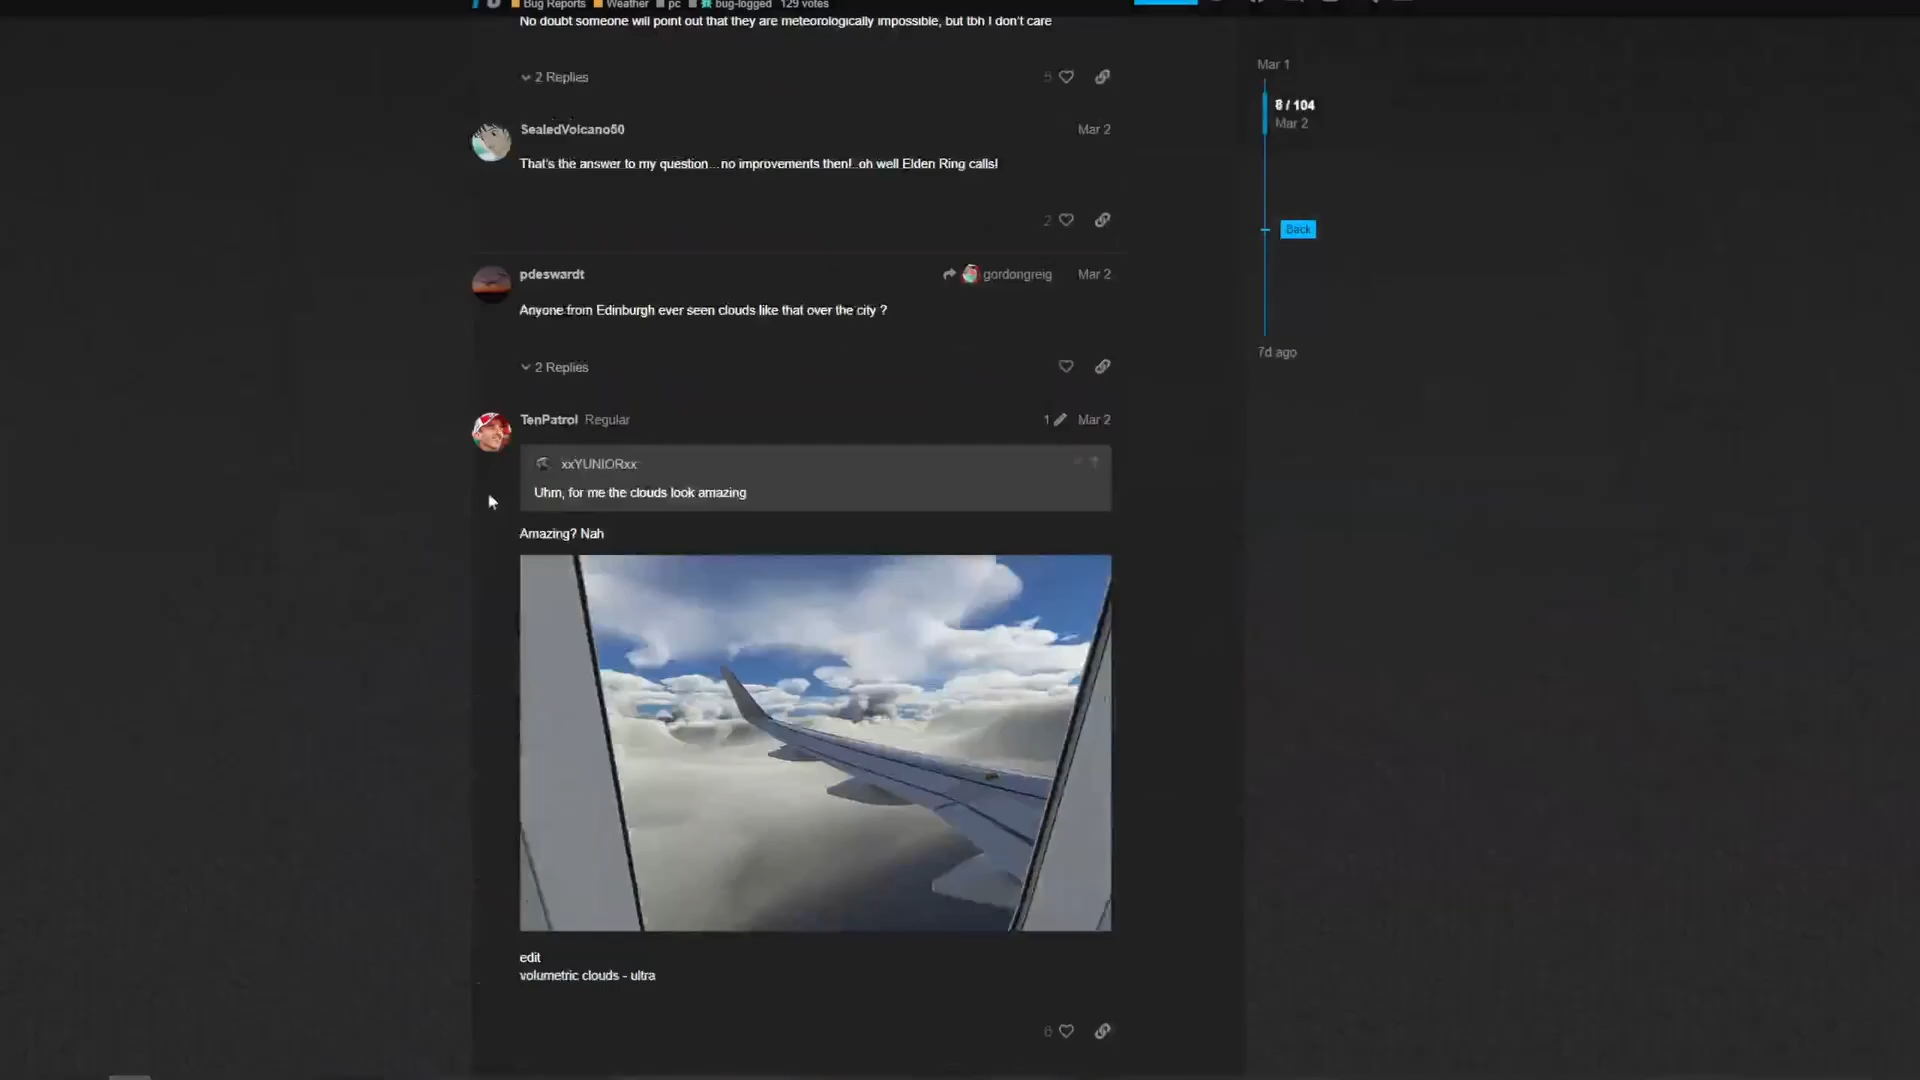 Bug Reports Weather pc bug-logged 129 votes
No doubt someone will point out that they are meteorologically impossible, but tbh I don't care
2 Replies 5
SealedVolcano50 Mar 2
That's the answer to my question...no improvements then!..oh well Elden Ring calls!
2
pdeswardt gordongreig Mar 2
Anyone from Edinburgh ever seen clouds like that over the city ?
2 Replies
TenPatrol Regular 1 Mar 2
xxYUNIORxx:
Uhm, for me the clouds look amazing
Amazing? Nah
edit
volumetric clouds - ultra
6
Mar 1
8 / 104
Mar 2
Back
7d ago